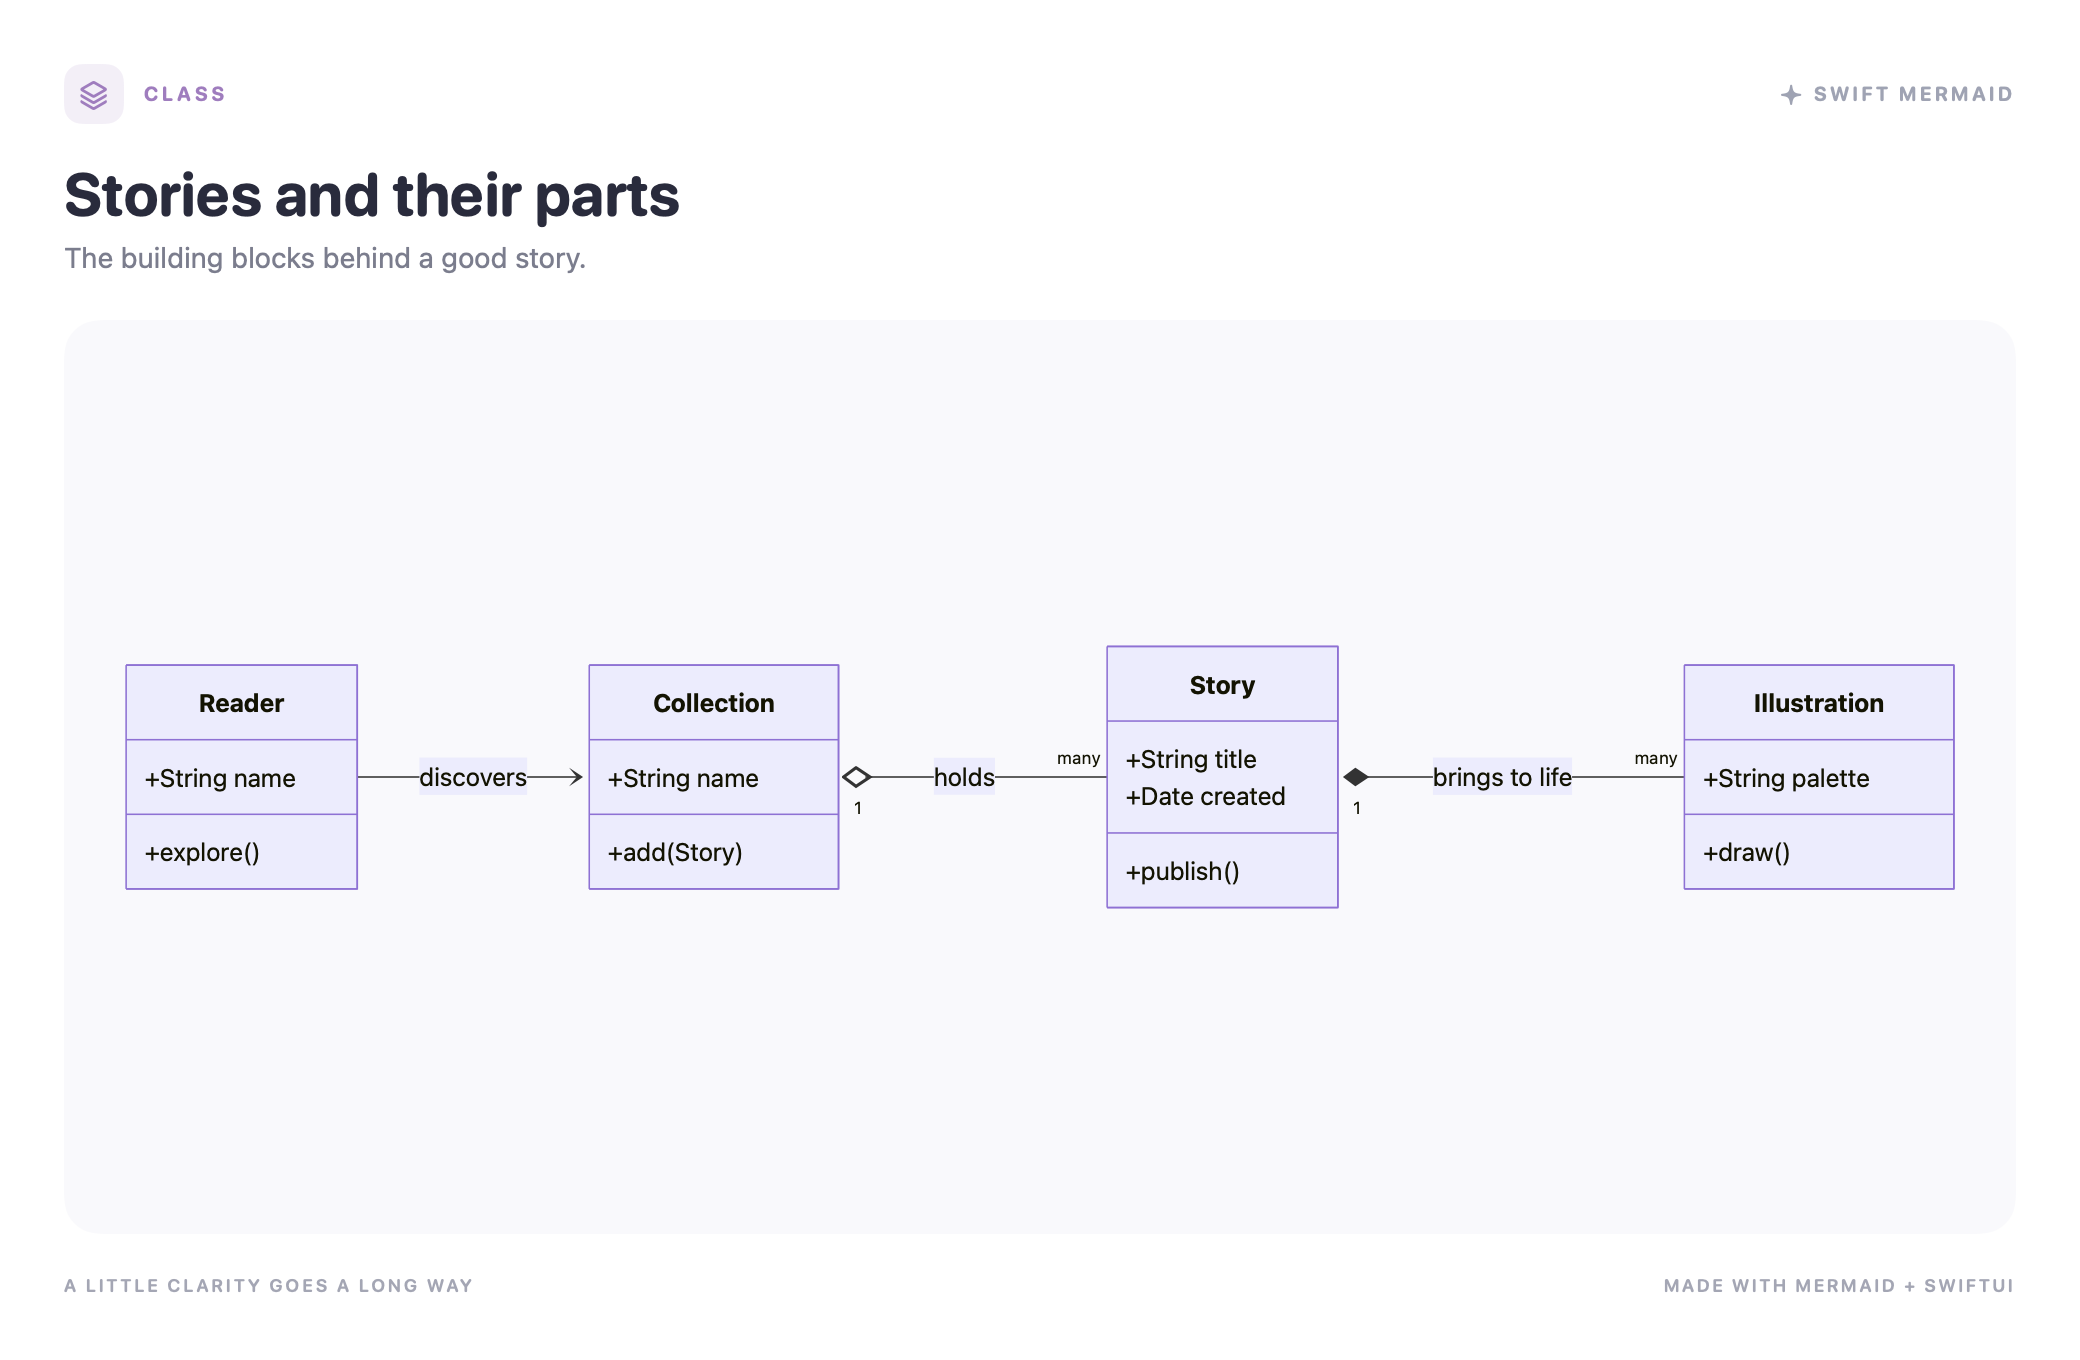 CLASS
SWIFT MERMAID
Stories and their parts
The building blocks behind a good story.
Reader
+String name
+explore()
discovers
Collection
+String name
+add(Story)
1
holds
many
Story
+String title
+Date created
+publish()
1
brings to life
many
Illustration
+String palette
+draw()
A LITTLE CLARITY GOES A LONG WAY
MADE WITH MERMAID + SWIFTUI